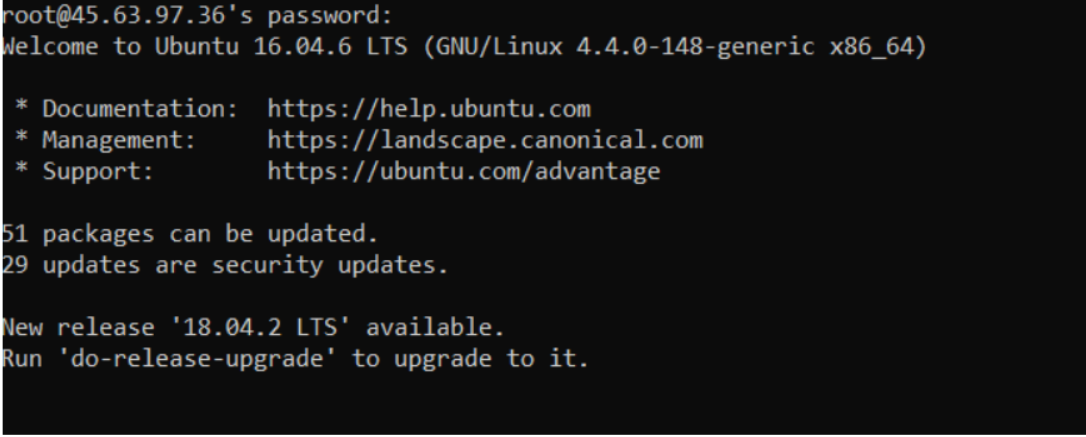 root@45.63.97.36's password:
Welcome to Ubuntu 16.04.6 LTS (GNU/Linux 4.4.0-148-generic x86_64)
* Documentation:  https://help.ubuntu.com
* Management:     https://landscape.canonical.com
* Support:        https://ubuntu.com/advantage
51 packages can be updated.
29 updates are security updates.
New release '18.04.2 LTS' available.
Run 'do-release-upgrade' to upgrade to it.